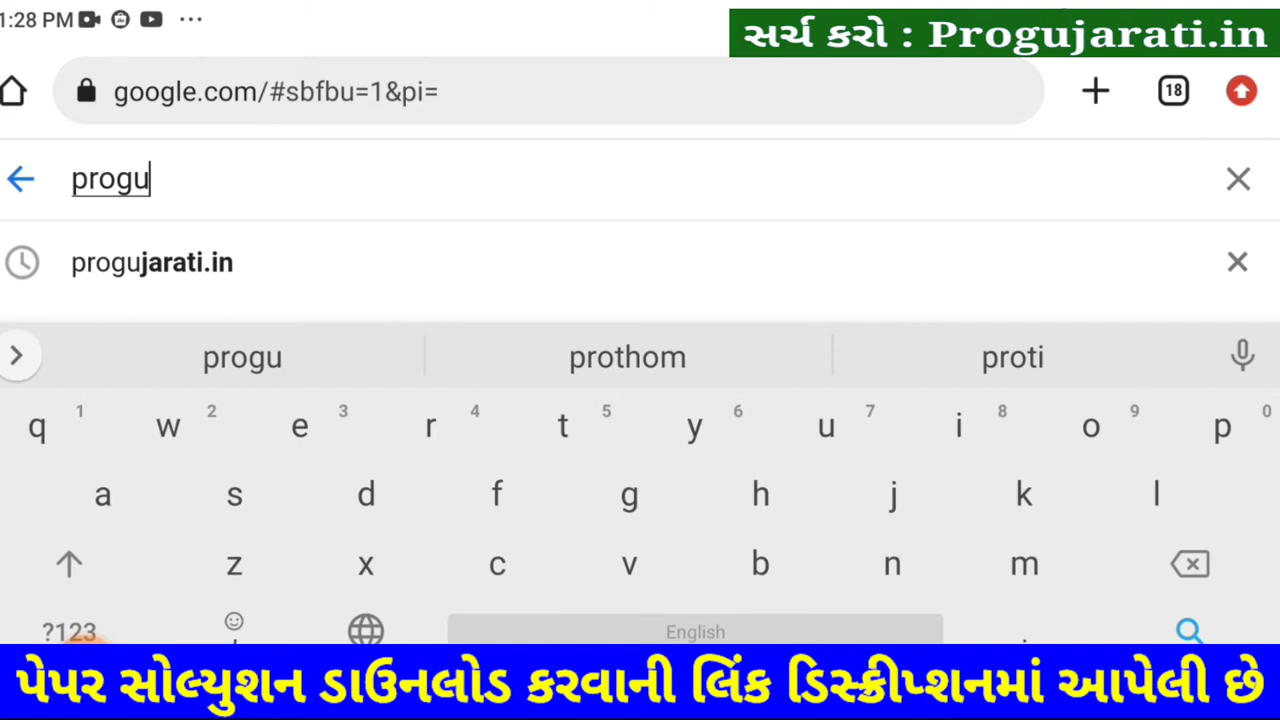 1:28 PM
સર્ચ કરો : Progujarati.in
google.com/#sbfbu=1&pi=
18
progu
progujarati.in
progu prothom proti
q 1 w 2 e 3 r 4 t 5 y 6 u 7 i 8 o 9 p 0
a s d f g h j k l
z x c v b n m
?123 , English .
પેપર સોલ્યુશન ડાઉનલોડ કરવાની લિંક ડિસ્ક્રીપ્શનમાં આપેલી છે